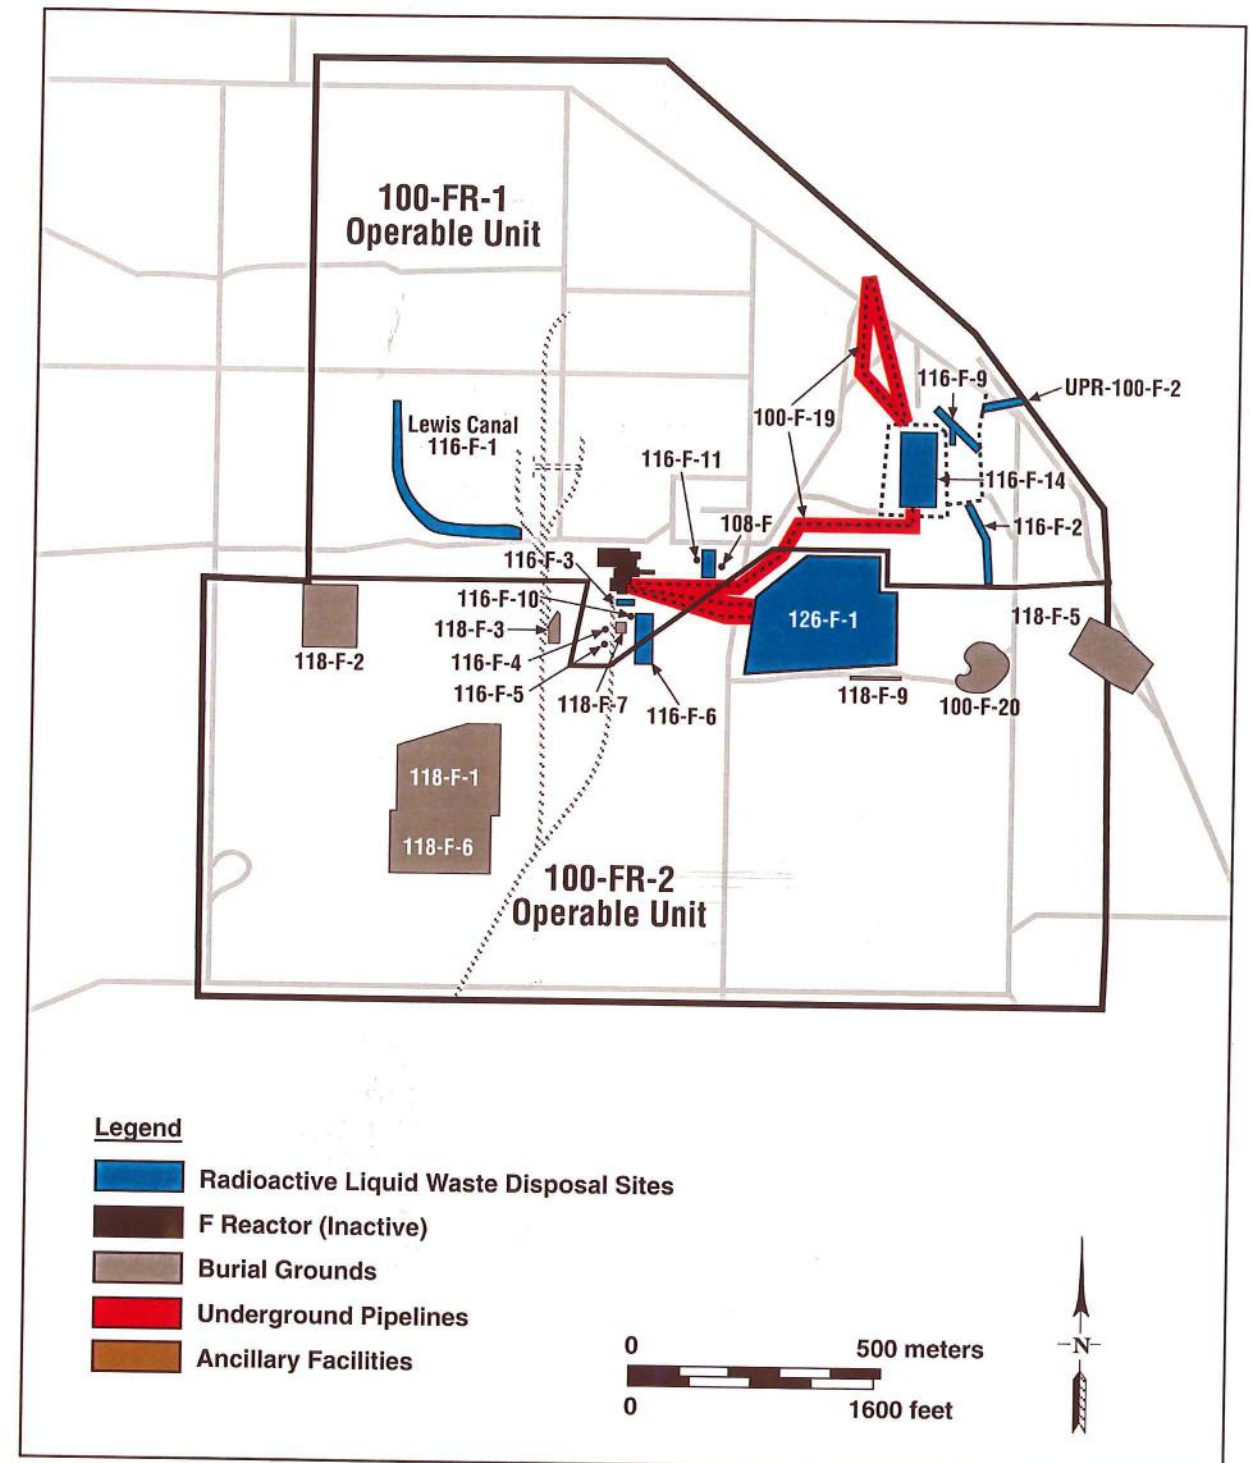 100-FR-1
Operable Unit
116-F-9
UPR-100-F-2
100-F-19
Lewis Canal
116-F-1
116-F-11
116-F-14
108-F
116-F-2
116-F-3
116-F-10
118-F-3
126-F-1
118-F-5
118-F-2
116-F-4
116-F-5
118-F-7
116-F-6
118-F-9
100-F-20
118-F-1
118-F-6
100-FR-2
Operable Unit
Legend
Radioactive Liquid Waste Disposal Sites
F Reactor (Inactive)
Burial Grounds
Underground Pipelines
Ancillary Facilities
0 500 meters
0 1600 feet
N